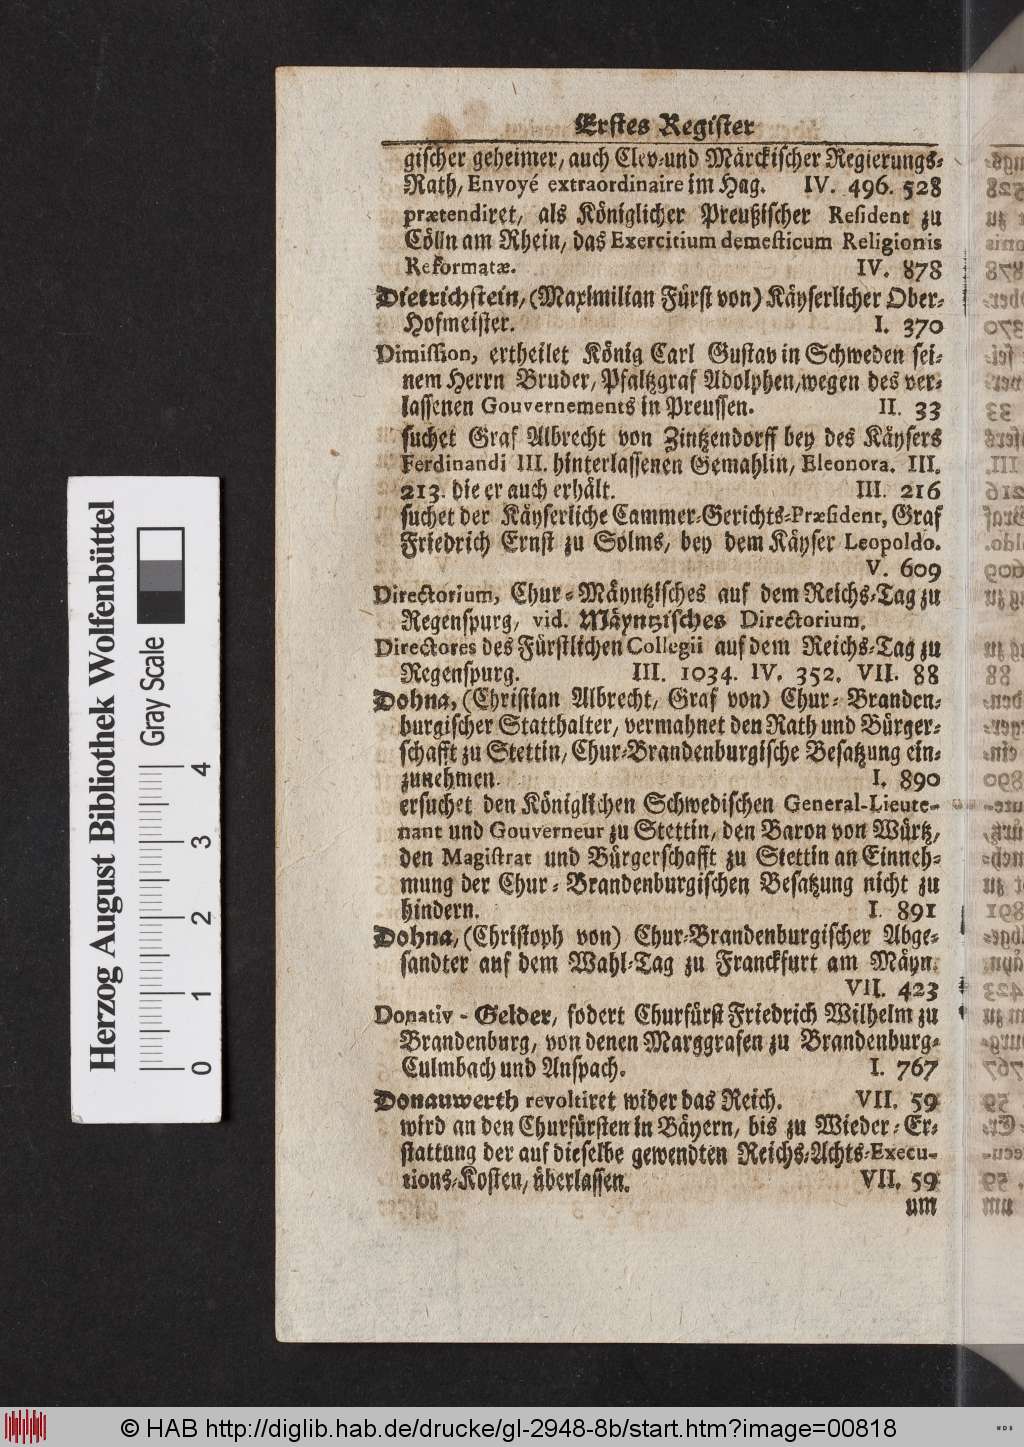 Erstes Register
gischer geheimer, auch Clev-und Märckischer Regierungs-
Rath, Envoyé extraordinaire im Hag. IV. 496. 528
prætendiret, als Königlicher Preußischer Resident zu
Cölln am Rhein, das Exercitium domesticum Religionis
Reformatæ. IV. 878
Dietrichstein, (Maximilian Fürst von) Käyserlicher Ober-
Hofmeister. I. 370
Dimission, ertheilet König Carl Gustav in Schweden sei-
nem Herrn Bruder, Pfaltzgraf Adolphen, wegen des ver-
lassenen Gouvernements in Preussen. II. 33
suchet Graf Albrecht von Zintzendorff bey des Käysers
Ferdinandi III. hinterlassenen Gemahlin, Eleonora. III.
213. die er auch erhält. III. 216
suchet der Käyserliche Cammer-Gerichts-Præsident, Graf
Friedrich Ernst zu Solms, bey dem Käyser Leopoldo.
V. 609
Directorium, Chur-Mäyntzisches auf dem Reichs-Tag zu
Regenspurg, vid. Mäyntzisches Directorium.
Directores des Fürstlichen Collegii auf dem Reichs-Tag zu
Regenspurg. III. 1034. IV. 352. VII. 88
Dohna, (Christian Albrecht, Graf von) Chur-Branden-
burgischer Statthalter, vermahnet den Rath und Bürger-
schafft zu Stettin, Chur-Brandenburgische Besatzung ein-
zunehmen. I. 890
ersuchet den Königlichen Schwedischen General-Lieute-
nant und Gouverneur zu Stettin, den Baron von Würtz,
den Magistrat und Bürgerschafft zu Stettin an Einneh-
mung der Chur-Brandenburgischen Besatzung nicht zu
hindern. I. 891
Dohna, (Christoph von) Chur-Brandenburgischer Abge-
sandter auf dem Wahl-Tag zu Franckfurt am Mäyn.
VII. 423
Donativ-Gelder, fodert Churfürst Friedrich Wilhelm zu
Brandenburg, von denen Marggrafen zu Brandenburg-
Culmbach und Anspach. I. 767
Donauwerth revoltiret wider das Reich. VII. 59
wird an den Churfürsten in Bäyern, bis zu Wieder-Er-
stattung der auf dieselbe gewendten Reichs-Achts-Execu-
tions-Kosten, überlassen. VII. 59
um
Herzog August Bibliothek Wolfenbüttel
Gray Scale
0 1 2 3 4
© HAB http://diglib.hab.de/drucke/gl-2948-8b/start.htm?image=00818